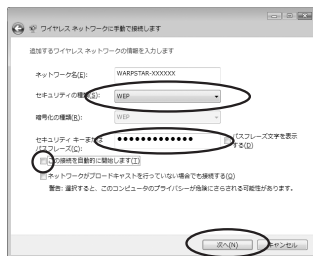 ワイヤレス ネットワークに手動で接続します
追加するワイヤレス ネットワークの情報を入力します
ネットワーク名(E): WARPSTAR-XXXXXX
セキュリティの種類(S): WEP
暗号化の種類(R): WEP
セキュリティ キーまたは パスフレーズ(C): ●●●●●●●●●●●●● パスフレーズ文字を表示する(D)
この接続を自動的に開始します(T)
ネットワークがブロードキャストを行っていない場合でも接続する(O)
警告: 選択すると、このコンピュータのプライバシーが危険にさらされる可能性があります。
次へ(N) キャンセル